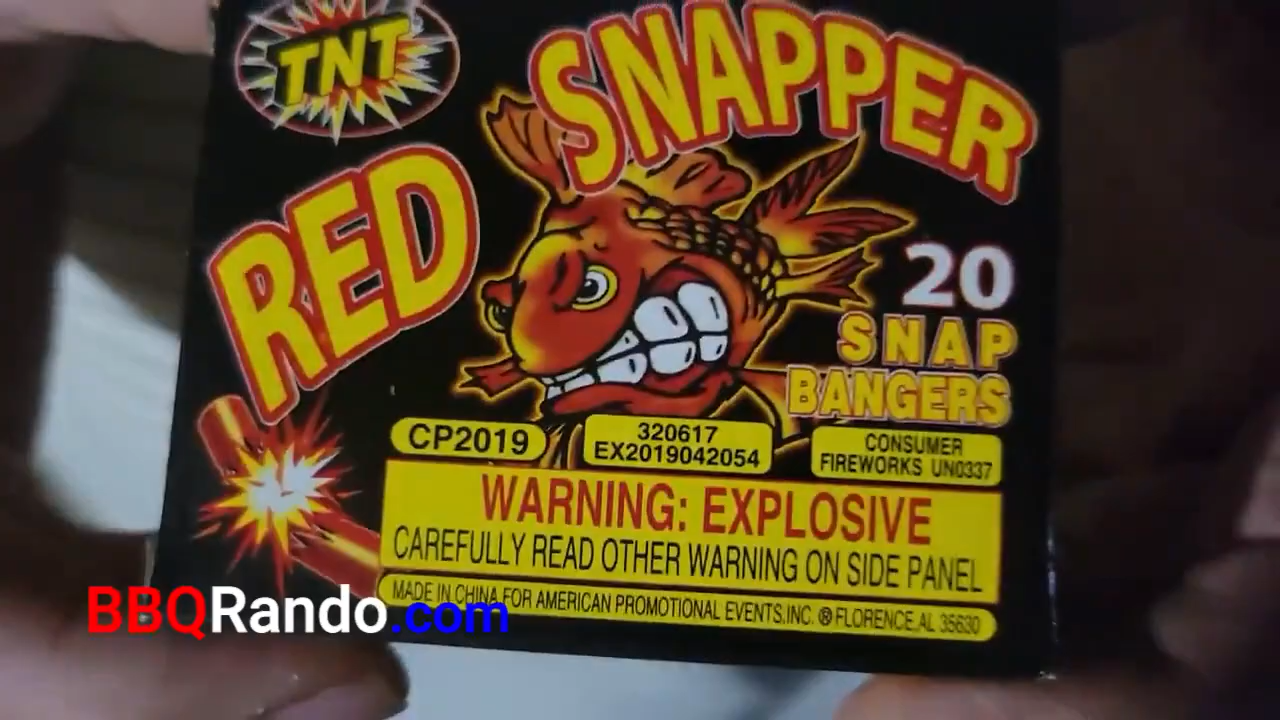 TNT
RED
SNAPPER
20
SNAP
BANGERS
CP2019
320617
EX2019042054
CONSUMER
FIREWORKS UN0337
WARNING: EXPLOSIVE
CAREFULLY READ OTHER WARNING ON SIDE PANEL
MADE IN CHINA FOR AMERICAN PROMOTIONAL EVENTS,INC. ® FLORENCE,AL 35630
BBQRando.com